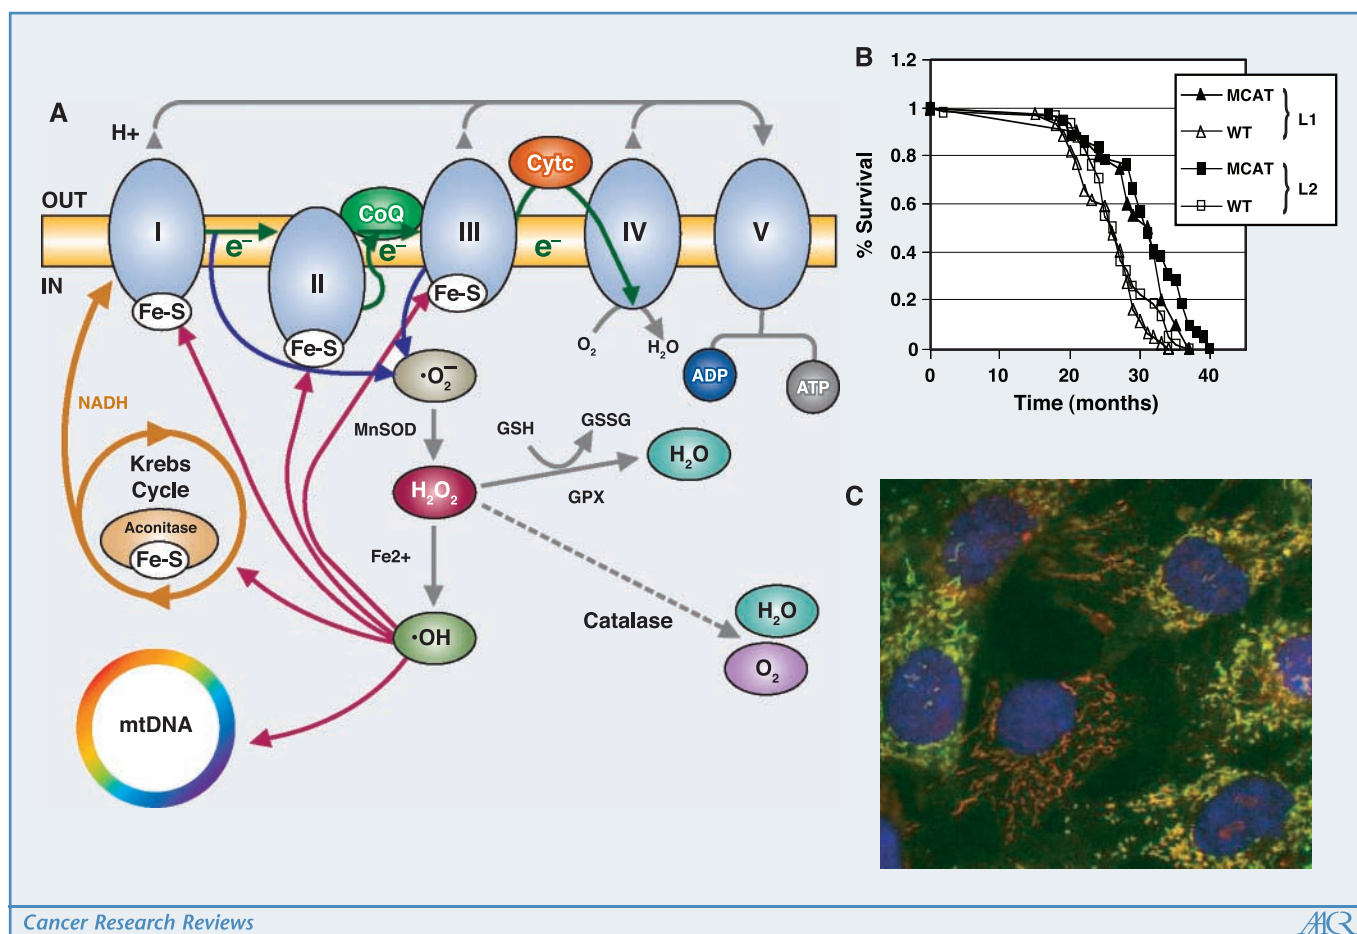 A
H+
OUT
IN
I
II
III
IV
V
CoQ
Cytc
e⁻
e⁻
e⁻
Fe-S
Fe-S
Fe-S
O₂
H₂O
ADP
ATP
NADH
·O₂⁻
MnSOD
GSH
GSSG
H₂O₂
GPX
H₂O
Krebs
Cycle
Aconitase
Fe-S
Fe2+
·OH
Catalase
H₂O
O₂
mtDNA
B
% Survival
1.2
1
0.8
0.6
0.4
0.2
0
0
10
20
30
40
Time (months)
MCAT
WT
L1
MCAT
WT
L2
C
Cancer Research Reviews
AACR